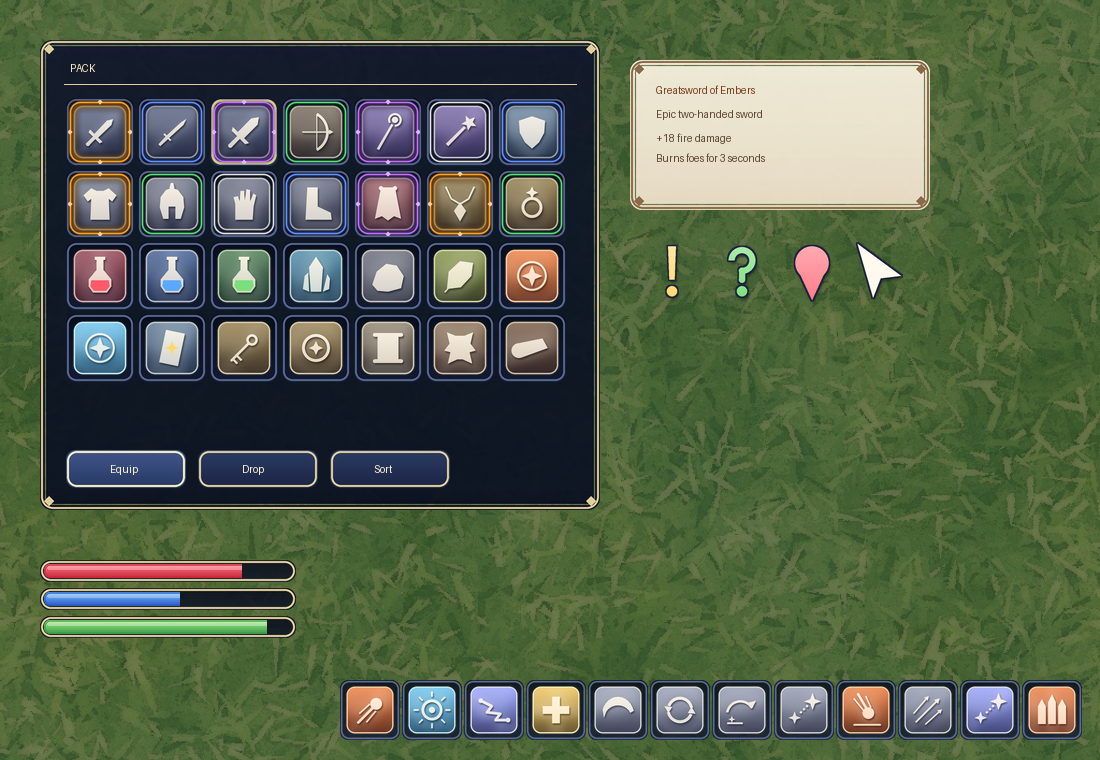 PACK
Greatsword of Embers
Epic two-handed sword
+18 fire damage
Burns foes for 3 seconds
Equip
Drop
Sort